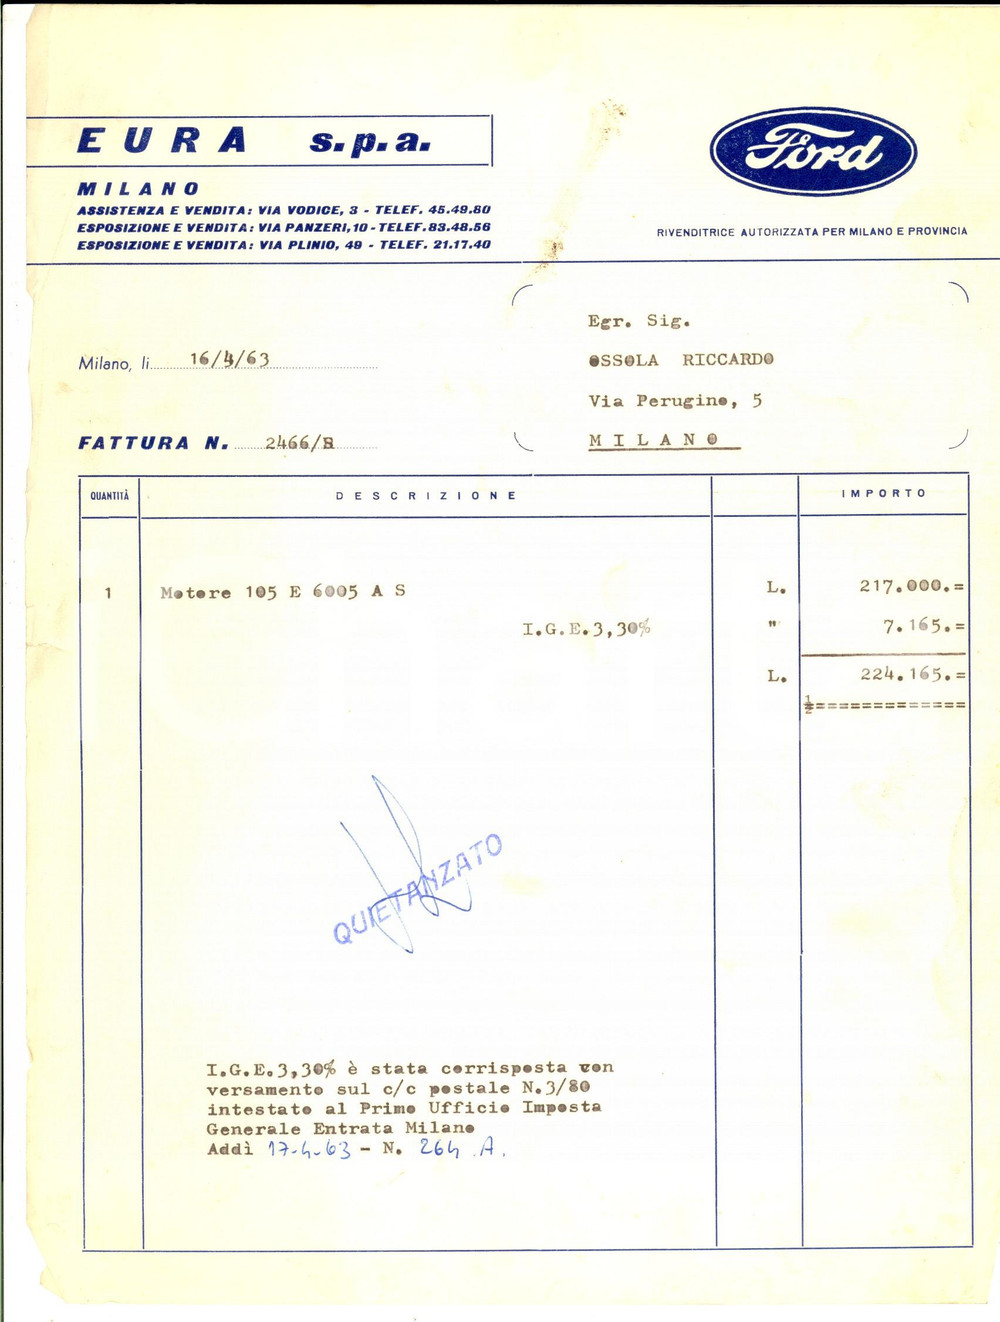 EURA s.p.a.
MILANO
ASSISTENZA E VENDITA: VIA VODICE, 3 - TELEF. 45.49.80
ESPOSIZIONE E VENDITA: VIA PANZERI, 10 - TELEF. 83.48.56
ESPOSIZIONE E VENDITA: VIA PLINIO, 49 - TELEF. 21.17.40
Ford
RIVENDITRICE AUTORIZZATA PER MILANO E PROVINCIA
Egr. Sig.
OSSOLA RICCARDO
Via Perugino, 5
MILANO
Milano, li 16/4/63
FATTURA N. 2466/R
QUANTITÀ DESCRIZIONE IMPORTO
1 Motore 105 E 6005 A S L. 217.000.=
I.G.E.3,30% " 7.165.=
L. 224.165.=
½=============
QUIETANZATO
I.G.E.3,30% è stata corrisposta von
versamento sul c/c postale N.3/80
intestato al Primo Ufficio Imposta
Generale Entrata Milano
Addì 17-4-63 - N. 264 A.